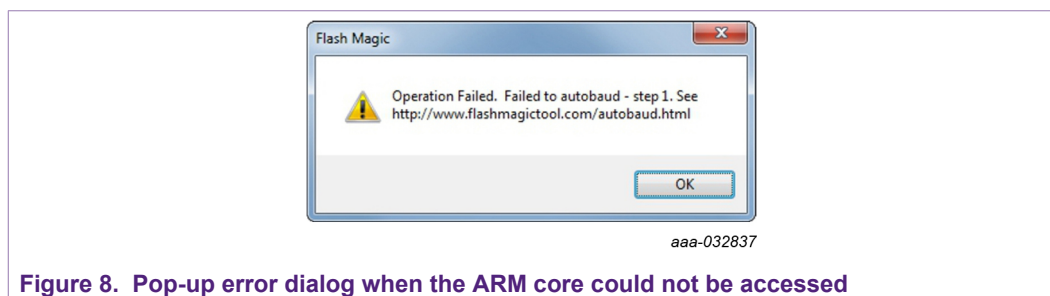 Flash Magic
Operation Failed. Failed to autobaud - step 1. See
http://www.flashmagictool.com/autobaud.html
OK
aaa-032837
Figure 8. Pop-up error dialog when the ARM core could not be accessed